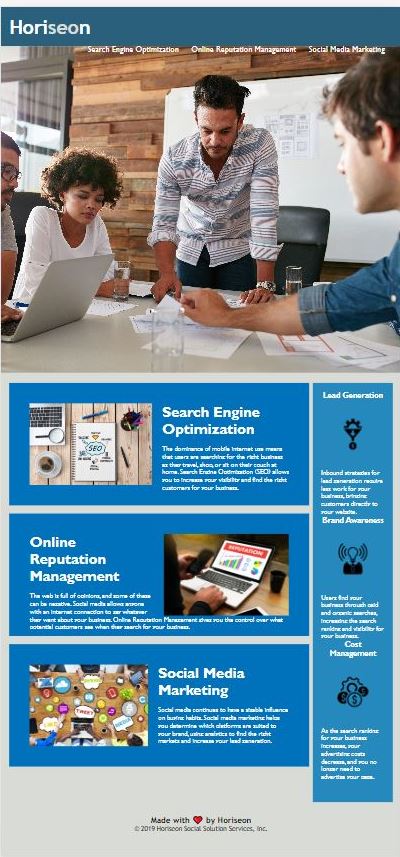 Horiseon
Search Engine Optimization Online Reputation Management Social Media Marketing
Search Engine
Optimization
The dominance of mobile internet use means
that users are searching for the right business
as they travel, shop, or sit on their couch at
home. Search Engine Optimization (SEO) allows
you to increase your visibility and find the right
customers for your business.
SEO
Online
Reputation
Management
The web is full of opinions, and some of these
can be negative. Social media allows anyone
with an internet connection to say whatever
they want about your business. Online Reputation Management gives you the control over what
potential customers see when they search for your business.
REPUTATION
Social Media
Marketing
Social media continues to have a sizable influence
on buying habits. Social media marketing helps
you determine which platforms are suited to
your brand, using analytics to find the right
markets and increase your lead generation.
TWEET
Lead Generation
Inbound strategies for
lead generation require
less work for your
business, bringing
customers directly to
your website.
Brand Awareness
Users find your
business through paid
and organic searches,
increasing the search
ranking and visibility for
your business.
Cost
Management
As the search ranking
for your business
increases, your
advertising costs
decrease, and you no
longer need to
advertise your page.
Made with ❤️ by Horiseon
© 2019 Horiseon Social Solution Services, Inc.